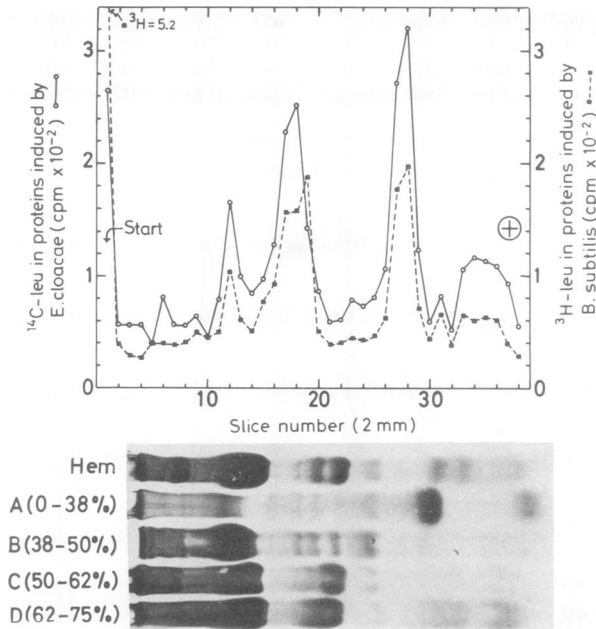 ³H=5.2
Start
¹⁴C-leu in proteins induced by
E.cloacae (cpm x10⁻²)
3
2
1
0
3
2
1
0
³H-leu in proteins induced by
B. subtilis (cpm x 10⁻²)
0
10
20
30
Slice number (2 mm)
Hem
A(0-38%)
B(38-50%)
C(50-62%)
D(62-75%)